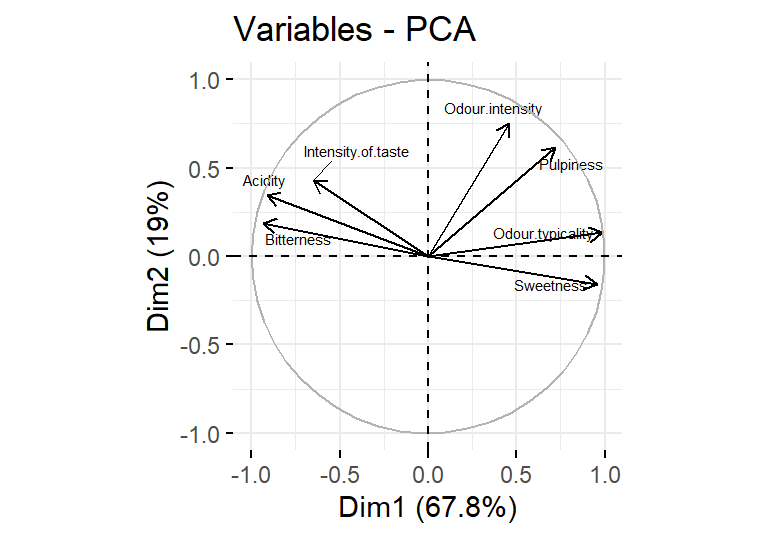 Variables - PCA
1.0
Odour.intensity
Intensity.of.taste
Pulpiness
0.5
Acidity
Odour.typicality
Bitterness
0.0
Sweetness
-0.5
-1.0
-1.0 -0.5 0.0 0.5 1.0
Dim1 (67.8%)
Dim2 (19%)